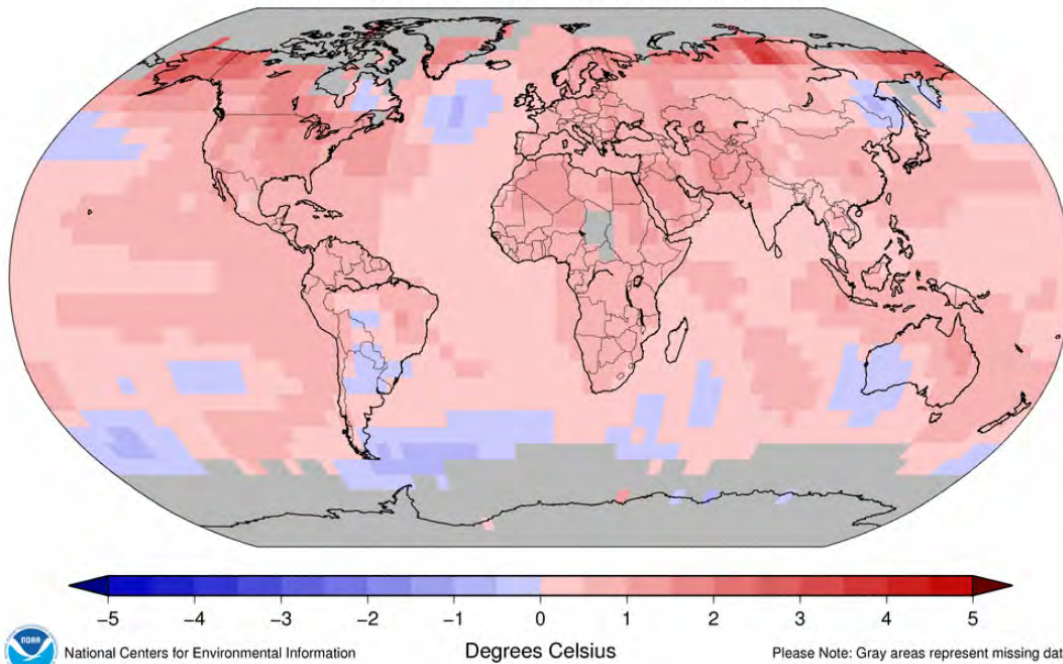 −5 −4 −3 −2 −1 0 1 2 3 4 5
NOAA
National Centers for Environmental Information
Degrees Celsius
Please Note: Gray areas represent missing da